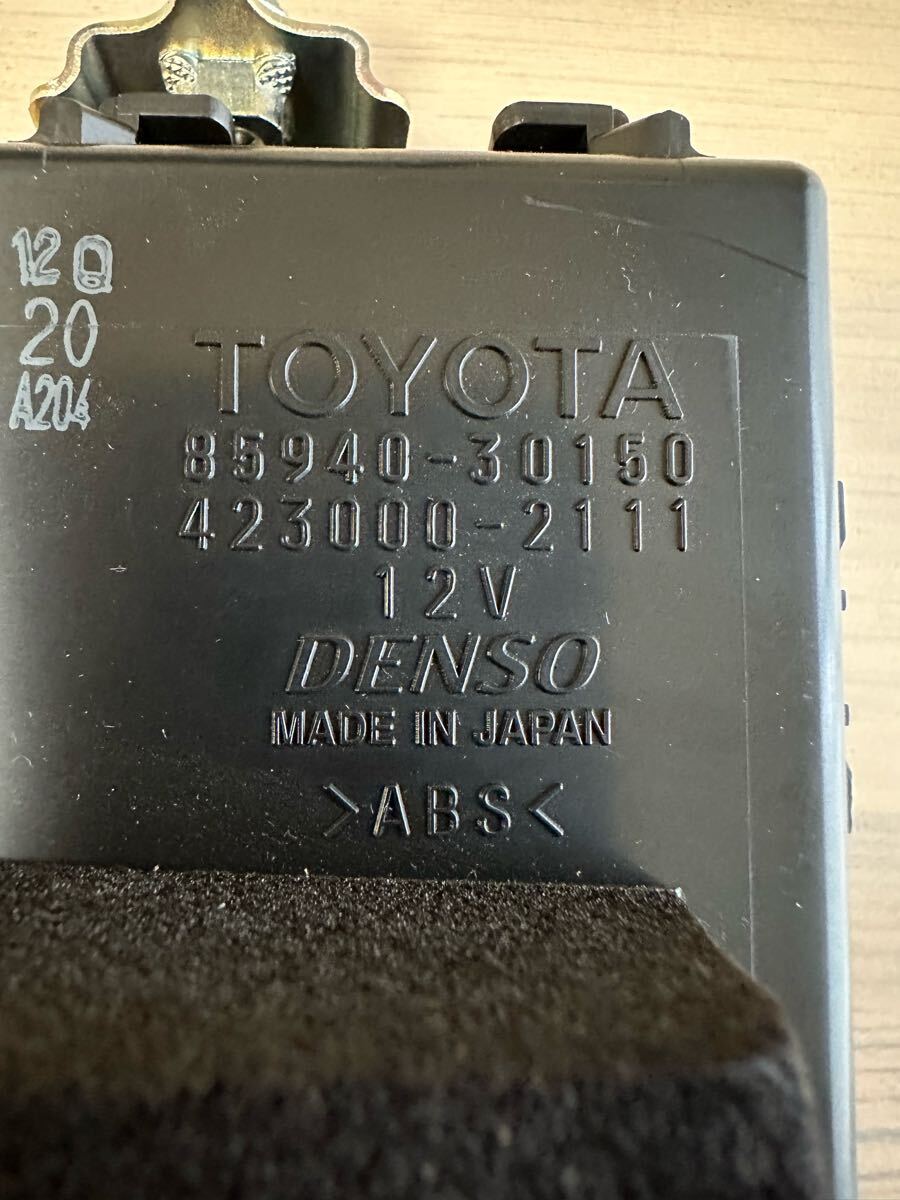 12
20
A204
TOYOTA
85940-30150
423000-2111
12V
DENSO
MADE IN JAPAN
>ABS<